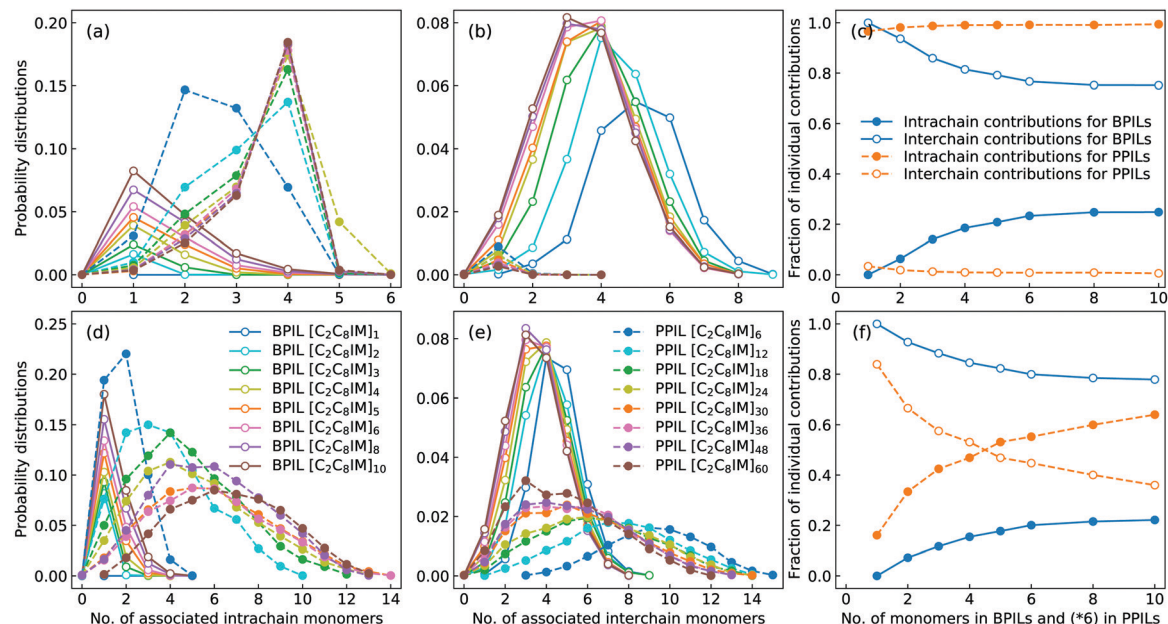 (a)
Probability distributions
0.20
0.15
0.10
0.05
0.00
0 1 2 3 4 5 6
(b)
0.08
0.06
0.04
0.02
0.00
0 2 4 6 8
(c)
Fraction of individual contributions
1.0
0.8
0.6
0.4
0.2
0.0
Intrachain contributions for BPILs
Interchain contributions for BPILs
Intrachain contributions for PPILs
Interchain contributions for PPILs
0 2 4 6 8 10
(d)
Probability distributions
0.25
0.20
0.15
0.10
0.05
0.00
BPIL [C₂C₈IM]₁
BPIL [C₂C₈IM]₂
BPIL [C₂C₈IM]₃
BPIL [C₂C₈IM]₄
BPIL [C₂C₈IM]₅
BPIL [C₂C₈IM]₆
BPIL [C₂C₈IM]₈
BPIL [C₂C₈IM]₁₀
0 2 4 6 8 10 12 14
No. of associated intrachain monomers
(e)
0.08
0.06
0.04
0.02
0.00
PPIL [C₂C₈IM]₆
PPIL [C₂C₈IM]₁₂
PPIL [C₂C₈IM]₁₈
PPIL [C₂C₈IM]₂₄
PPIL [C₂C₈IM]₃₀
PPIL [C₂C₈IM]₃₆
PPIL [C₂C₈IM]₄₈
PPIL [C₂C₈IM]₆₀
0 2 4 6 8 10 12 14
No. of associated interchain monomers
(f)
Fraction of individual contributions
1.0
0.8
0.6
0.4
0.2
0.0
0 2 4 6 8 10
No. of monomers in BPILs and (*6) in PPILs